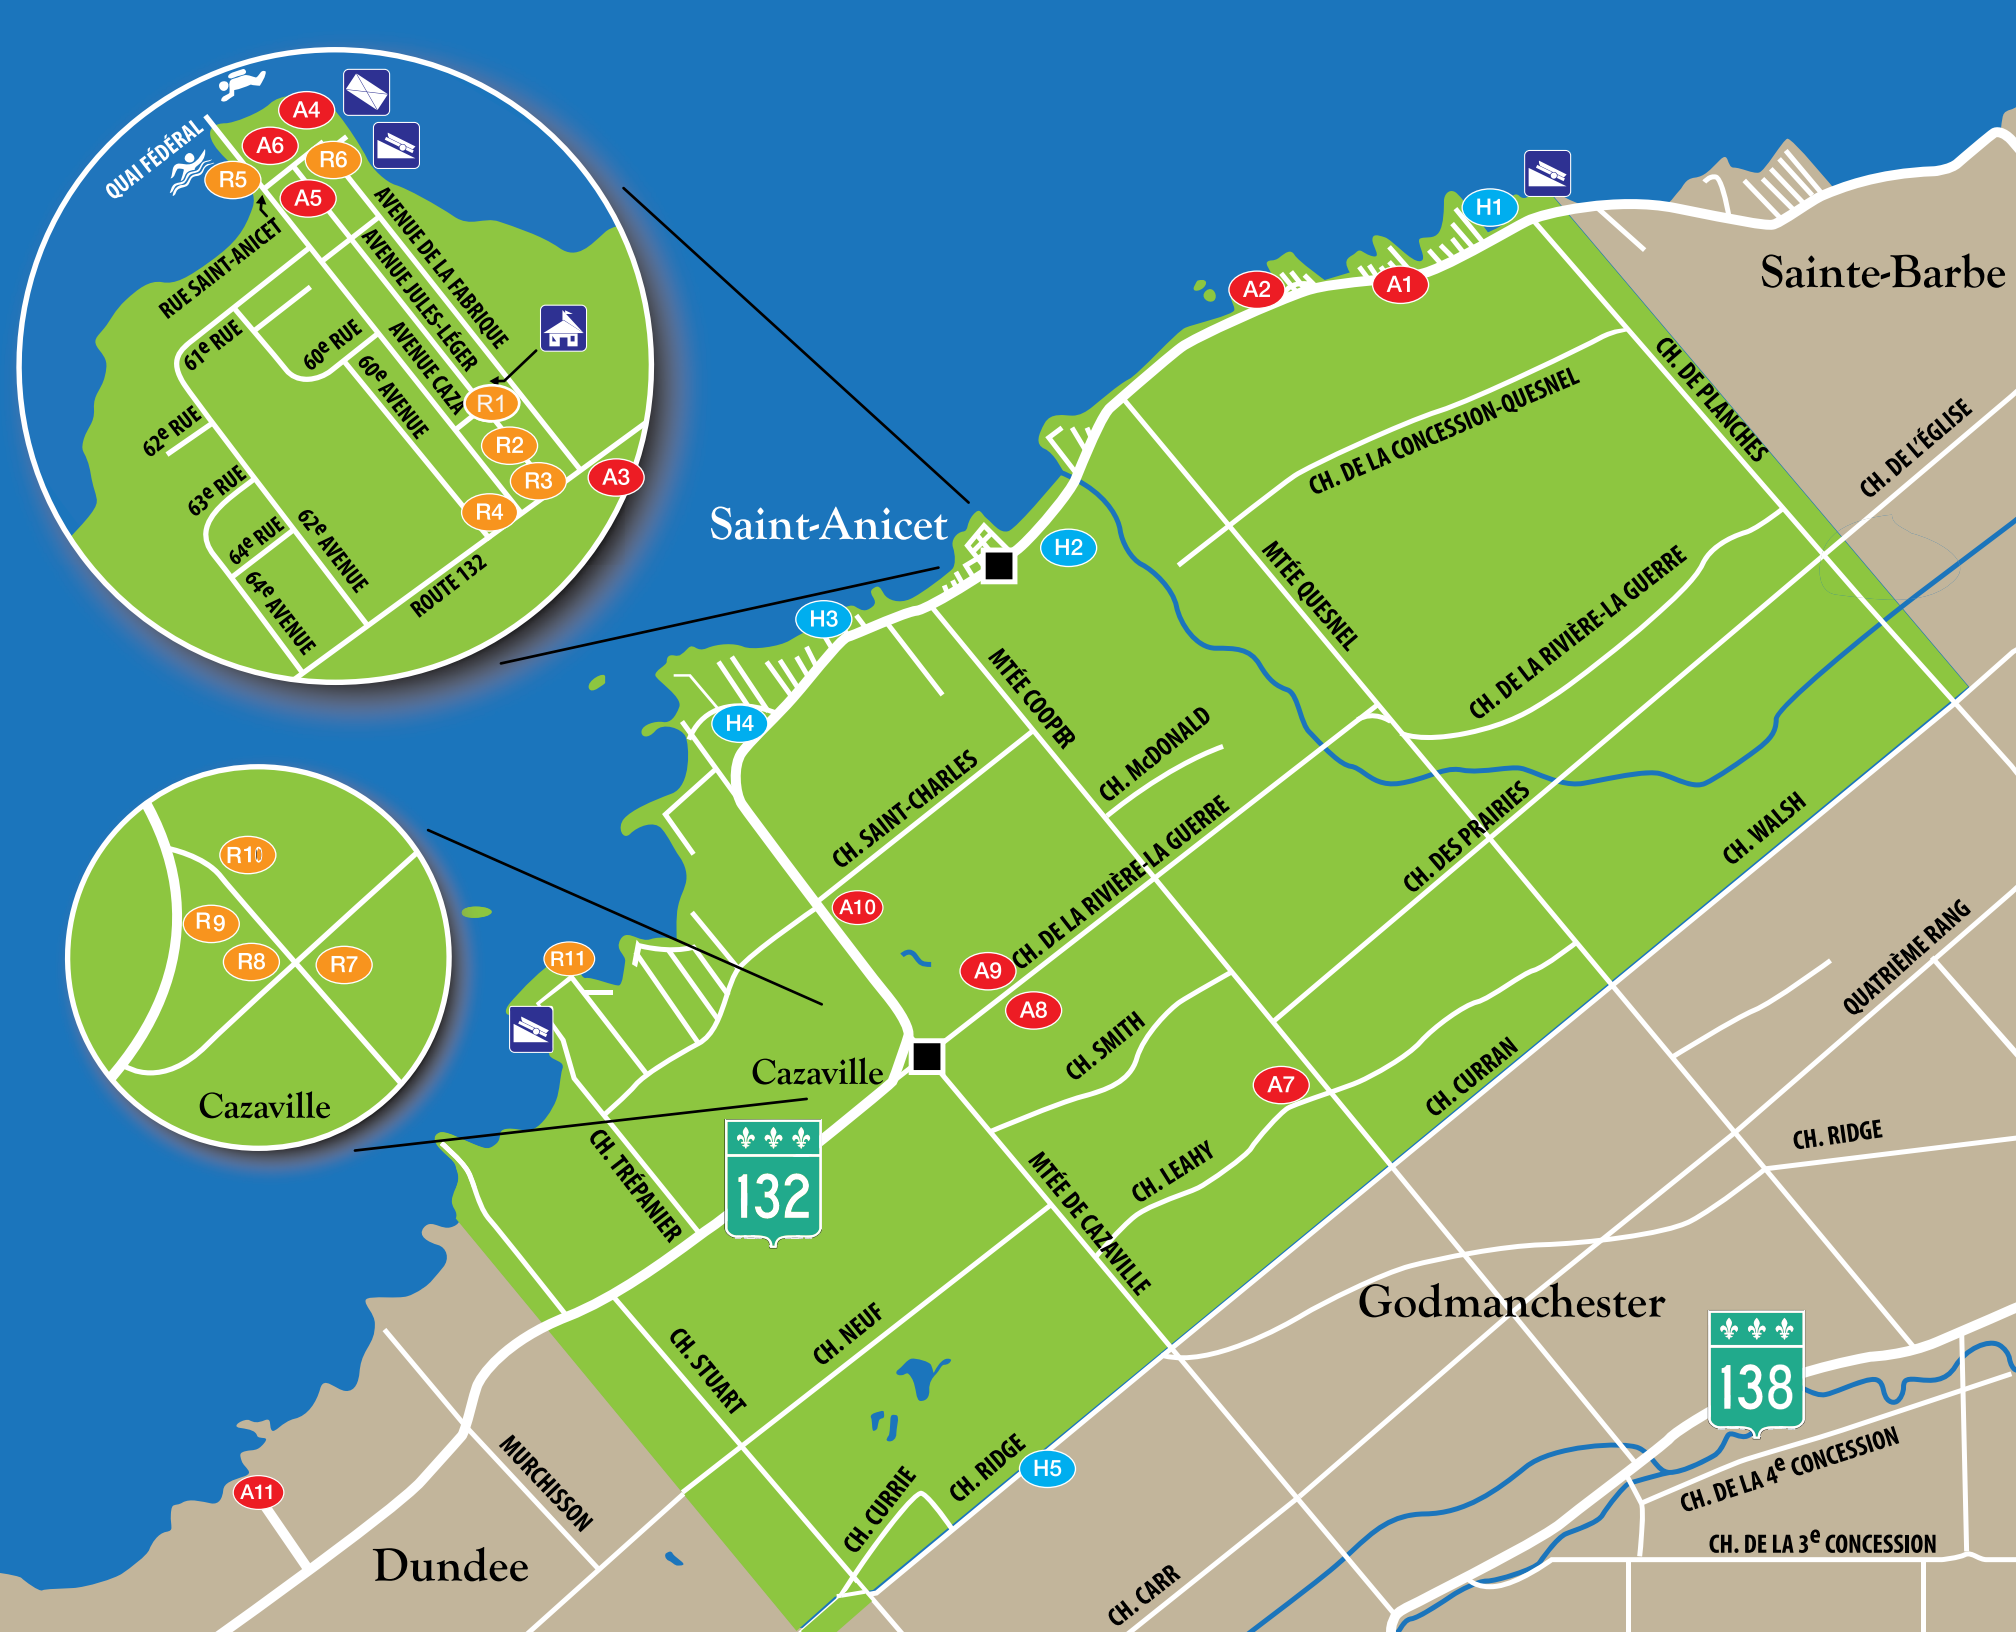 A4
A6
QUAI FÉDÉRAL
R6
R5
A5
RUE SAINT-ANICET
AVENUE DE LA FABRIQUE
AVENUE JULES-LÉGER
AVENUE CAZA
61e RUE
60e RUE
60e AVENUE
R1
62e RUE
R2
63e RUE
R3
A3
R4
64e RUE
62e AVENUE
64e AVENUE
ROUTE 132
H1
Sainte-Barbe
A2
A1
CH. DE PLANCHES
CH. DE LA CONCESSION-QUESNEL
CH. DE L'ÉGLISE
Saint-Anicet
H2
MTÉE QUESNEL
CH. DE LA RIVIÈRE-LA GUERRE
H3
MTÉE COOPER
H4
CH. McDONALD
CH. SAINT-CHARLES
CH. DE LA RIVIÈRE-LA GUERRE
CH. DES PRAIRIES
CH. WALSH
R10
R9
R8
R7
Cazaville
A10
R11
A9
A8
QUATRIÈME RANG
CH. SMITH
Cazaville
A7
CH. CURRAN
CH. RIDGE
CH. TRÉPANIER
132
CH. LEAHY
MTÉE DE CAZAVILLE
Godmanchester
CH. NEUF
CH. STUART
138
MURCHISSON
CH. RIDGE
H5
CH. CURRIE
A11
CH. DE LA 4e CONCESSION
CH. DE LA 3e CONCESSION
Dundee
CH. CARR